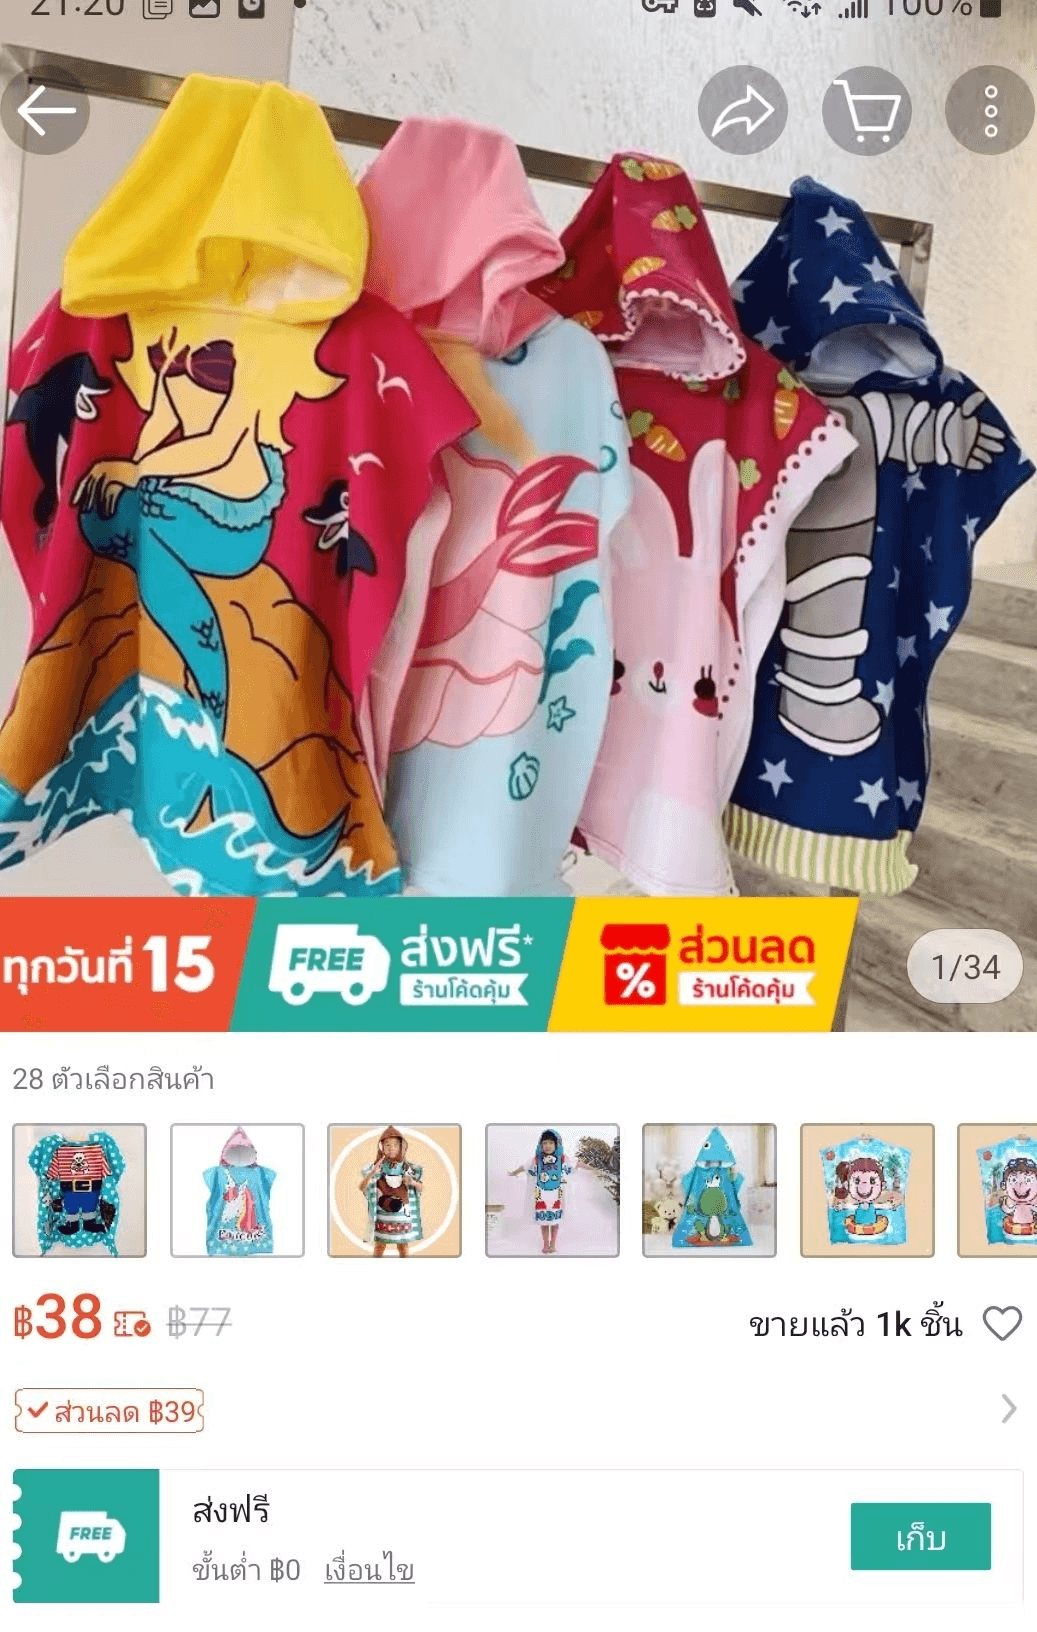 21:20
100%
ทุกวันที่ 15
FREE
ส่งฟรี*
ร้านโค้ดคุ้ม
%
ส่วนลด
ร้านโค้ดคุ้ม
1/34
28 ตัวเลือกสินค้า
฿38 ฿77
ขายแล้ว 1k ชิ้น
ส่วนลด ฿39
FREE
ส่งฟรี
ขั้นต่ำ ฿0 เงื่อนไข
เก็บ